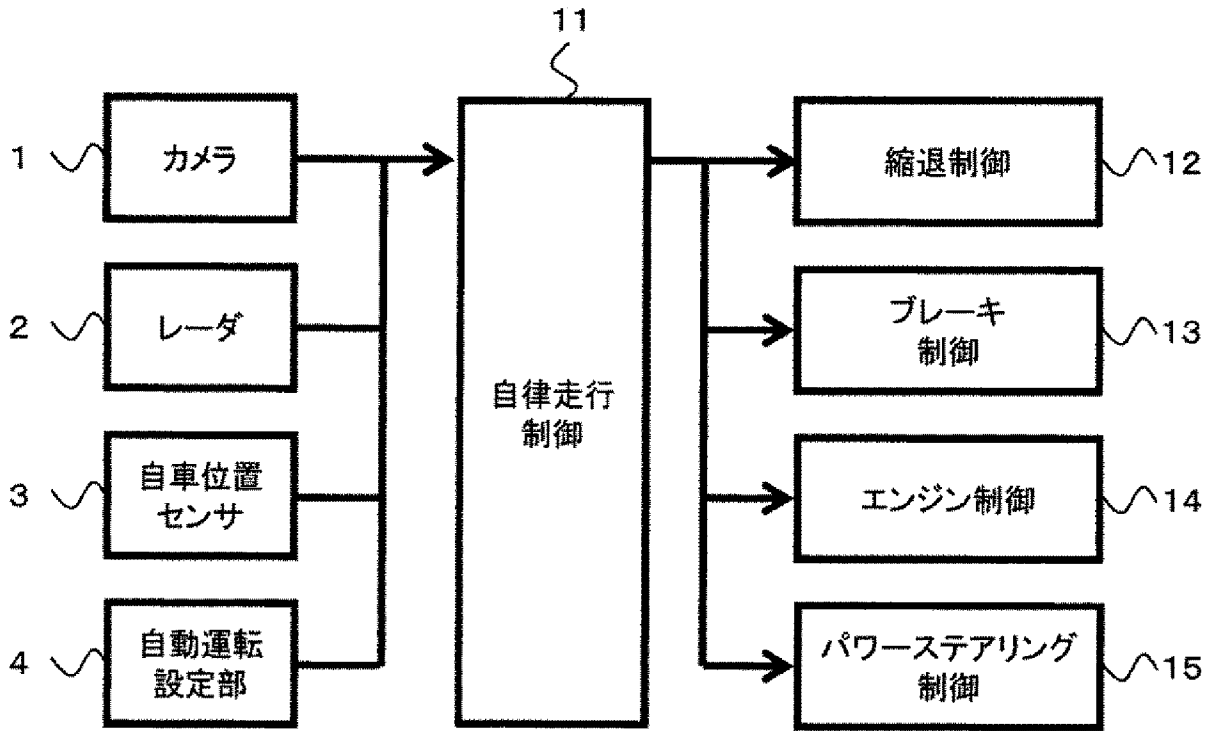 11
1
カメラ
2
レーダ
3
自車位置
センサ
4
自動運転
設定部
自律走行
制御
縮退制御
12
ブレーキ
制御
13
エンジン制御
14
パワーステアリング
制御
15